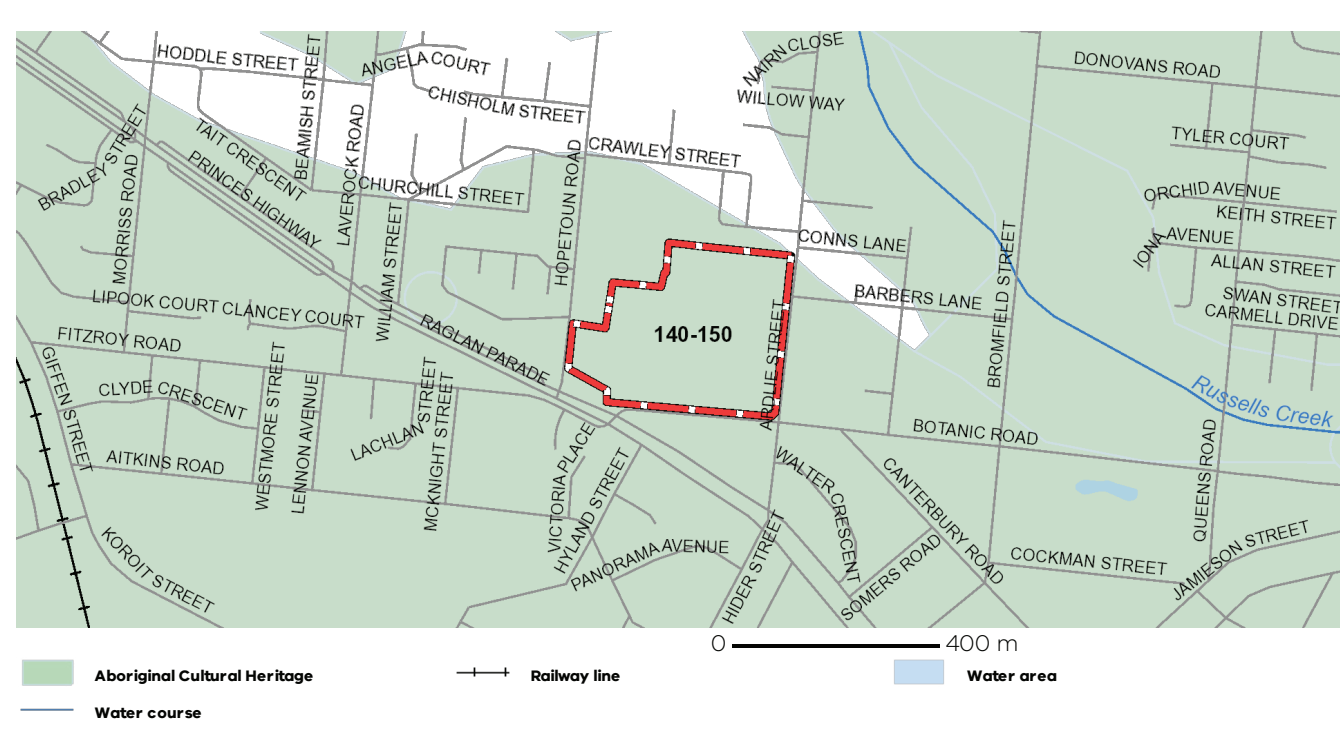 HODDLE STREET
BEAMISH STREET
ANGELA COURT
NAIRN CLOSE
DONOVANS ROAD
CHISHOLM STREET
WILLOW WAY
BRADLEY STREET
TAIT CRESCENT
LAVEROCK ROAD
CRAWLEY STREET
TYLER COURT
PRINCES HIGHWAY
CHURCHILL STREET
HOPETOUN ROAD
ORCHID AVENUE
KEITH STREET
MORRISS ROAD
WILLIAM STREET
CONNS LANE
BROMFIELD STREET
IONA AVENUE
ALLAN STREET
LIPOOK COURT
CLANCEY COURT
BARBERS LANE
SWAN STREET
CARMELL DRIVE
FITZROY ROAD
RAGLAN PARADE
140-150
ARDLIE STREET
GIFFEN STREET
CLYDE CRESCENT
WESTMORE STREET
LENNON AVENUE
LACHLAN STREET
MCKNIGHT STREET
Russells Creek
BOTANIC ROAD
AITKINS ROAD
VICTORIA PLACE
HYLAND STREET
WALTER CRESCENT
CANTERBURY ROAD
QUEENS ROAD
KOROIT STREET
PANORAMA AVENUE
HIDER STREET
SOMERS ROAD
COCKMAN STREET
JAMIESON STREET
0 400 m
Aboriginal Cultural Heritage
Railway line
Water area
Water course